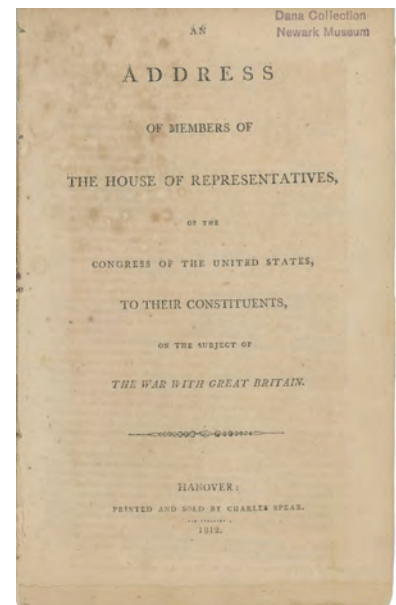 Dana Collection
Newark Museum
AN
ADDRESS
OF MEMBERS OF
THE HOUSE OF REPRESENTATIVES,
OF THE
CONGRESS OF THE UNITED STATES,
TO THEIR CONSTITUENTS,
ON THE SUBJECT OF
THE WAR WITH GREAT BRITAIN.
HANOVER:
PRINTED AND SOLD BY CHARLES SPEAR.
1812.